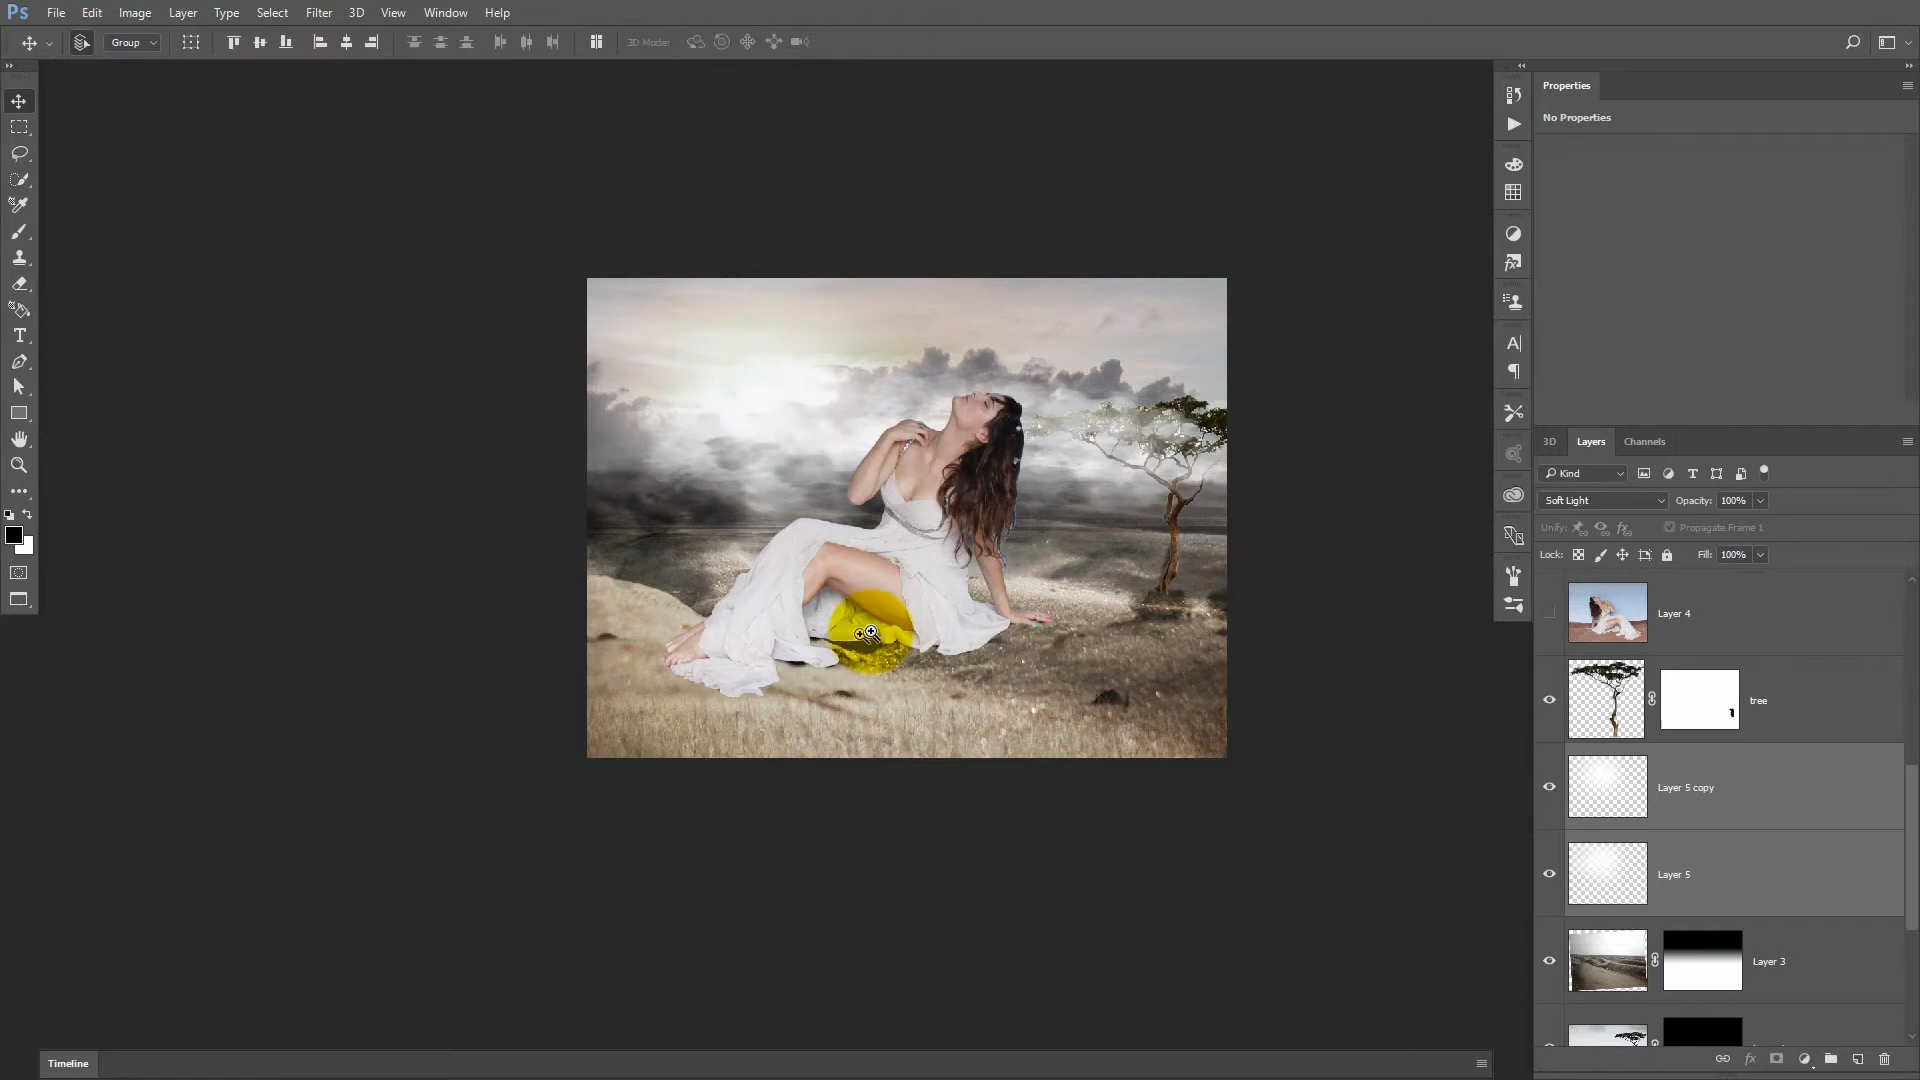 Ps File Edit Image Layer Type Select Filter 3D View Window Help
Group 3D Mode:
Properties
No Properties
3D Layers Channels
Kind
Soft Light Opacity: 100%
Unify: Propagate Frame 1
Lock: Fill: 100%
Layer 4
tree
Layer 5 copy
Layer 5
Layer 3
Timeline